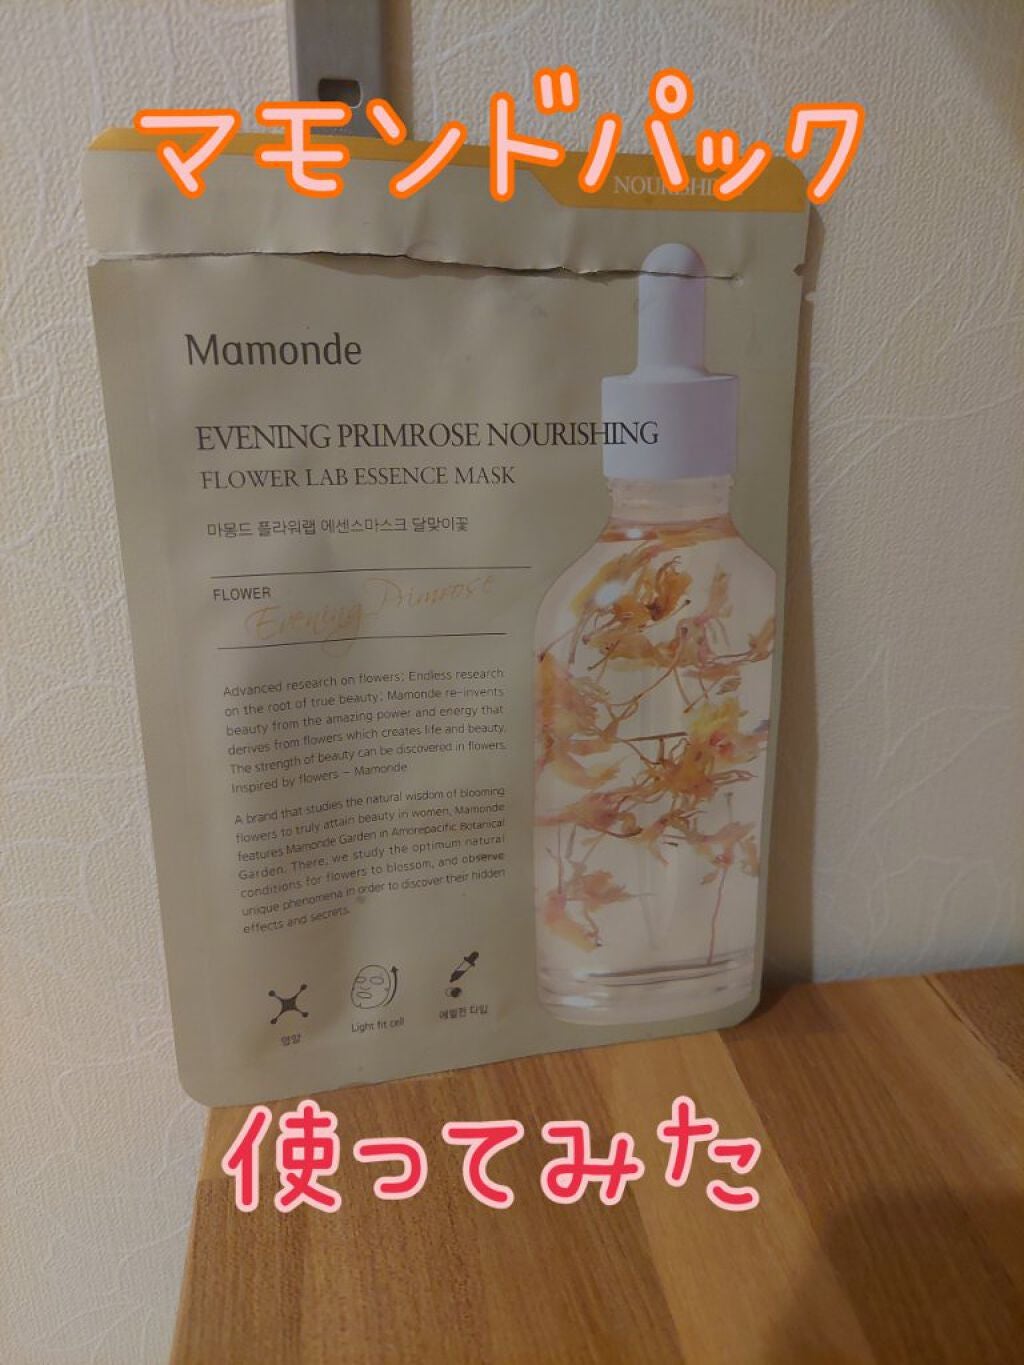 マモンドパック
NOURISHI
Mamonde
EVENING PRIMROSE NOURISHING
FLOWER LAB ESSENCE MASK
마몽드 플라워랩 에센스마스크 달맞이꽃
FLOWER
Evening Primrose
Advanced research on flowers; Endless research
on the root of true beauty; Mamonde re-invents
beauty from the amazing power and energy that
derives from flowers which creates life and beauty.
The strength of beauty can be discovered in flowers.
Inspired by flowers – Mamonde
A brand that studies the natural wisdom of blooming
flowers to truly attain beauty in women, Mamonde
features Mamonde Garden in Amorepacific Botanical
Garden. There, we study the optimum natural
conditions for flowers to blossom, and observe
unique phenomena in order to discover their hidden
effects and secrets.
영양
Light fit cell
에멀전 타입
使ってみた